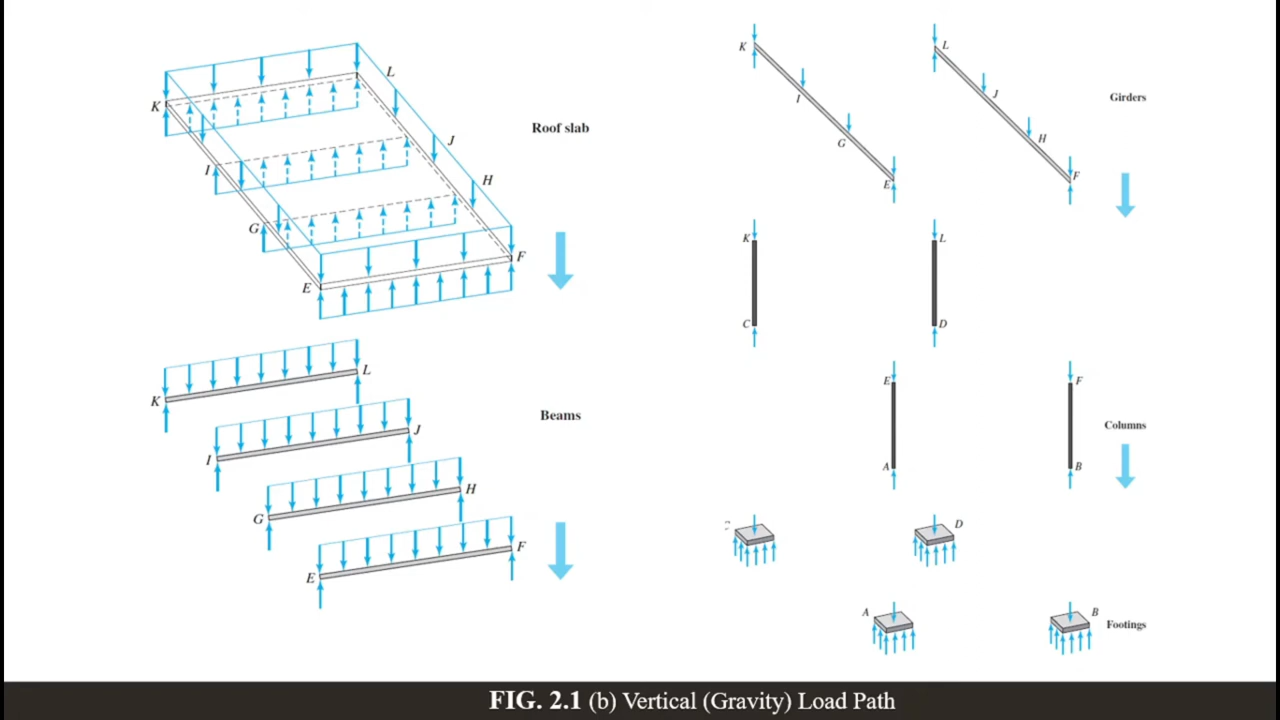 L
K
J
Roof slab
I
H
G
F
E
L
K
Beams
J
I
H
G
F
E
K
L
I
J
Girders
G
H
E
F
K
L
C
D
E
F
Columns
A
B
D
A
B
Footings
FIG. 2.1 (b) Vertical (Gravity) Load Path